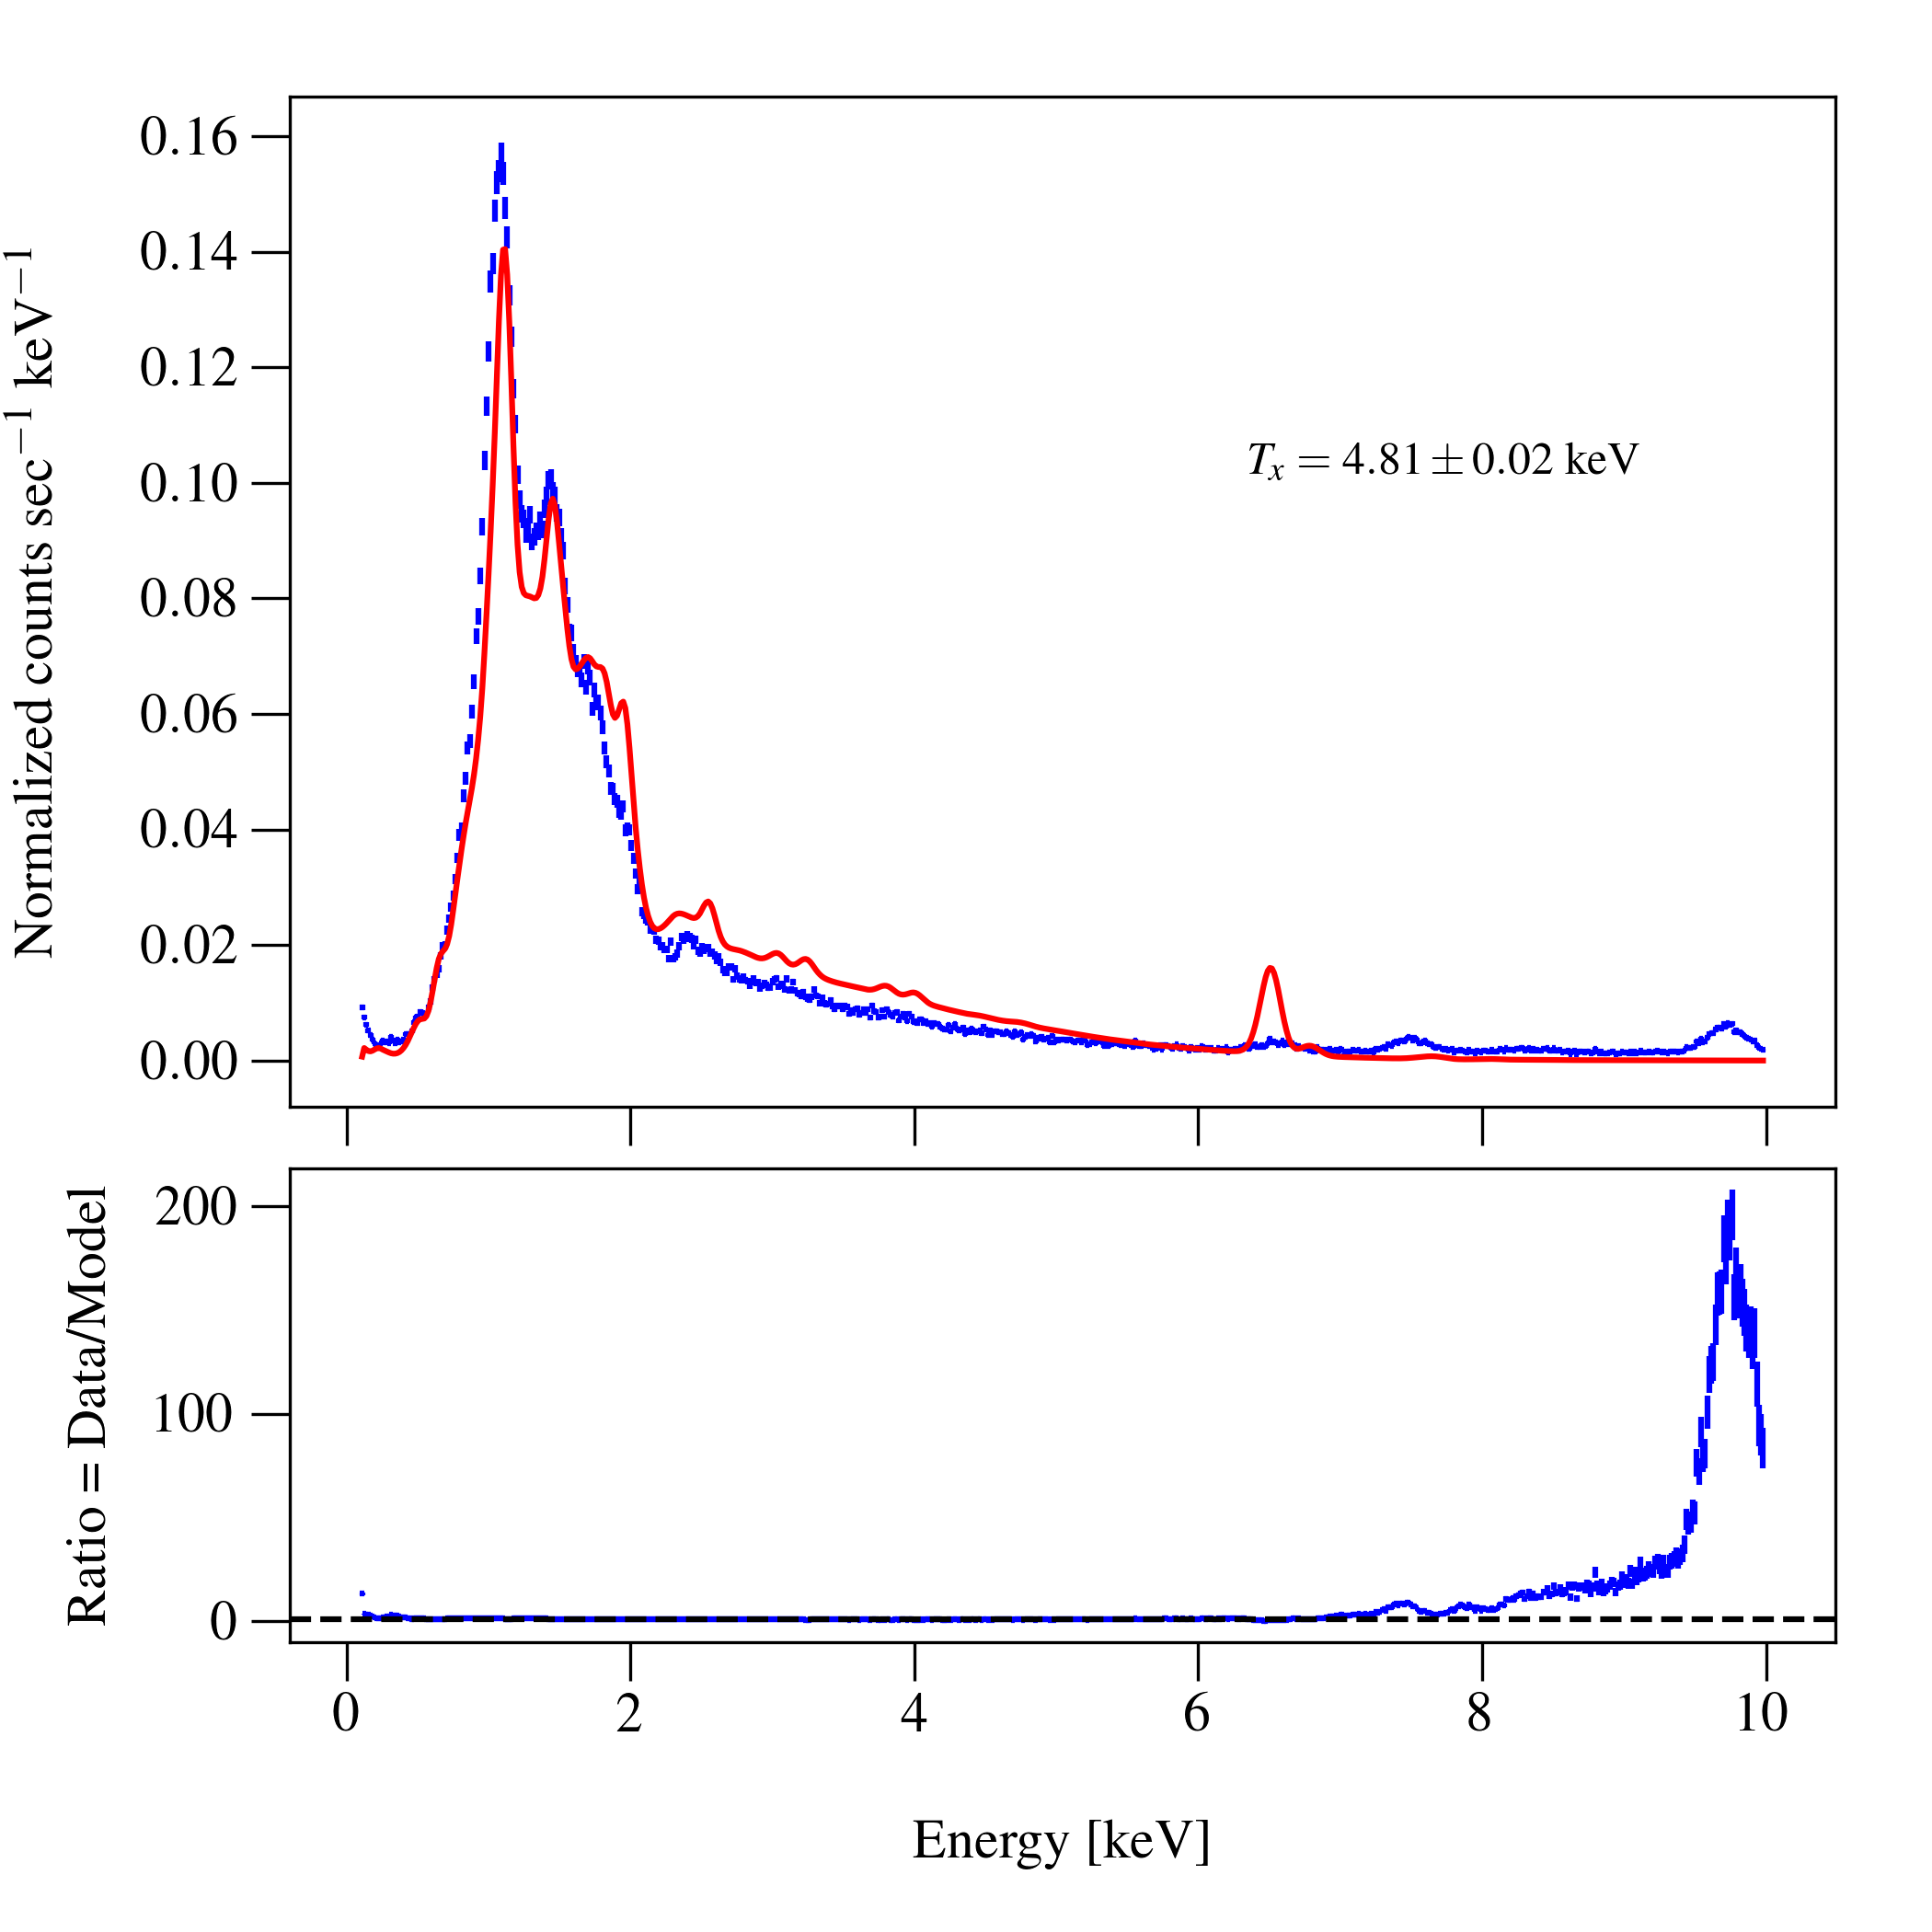 Normalized counts sec⁻¹ keV⁻¹
0.16
0.14
0.12
0.10
0.08
0.06
0.04
0.02
0.00
Tₓ = 4.81 ± 0.02 keV
Ratio = Data/Model
200
100
0
0 2 4 6 8 10
Energy [keV]